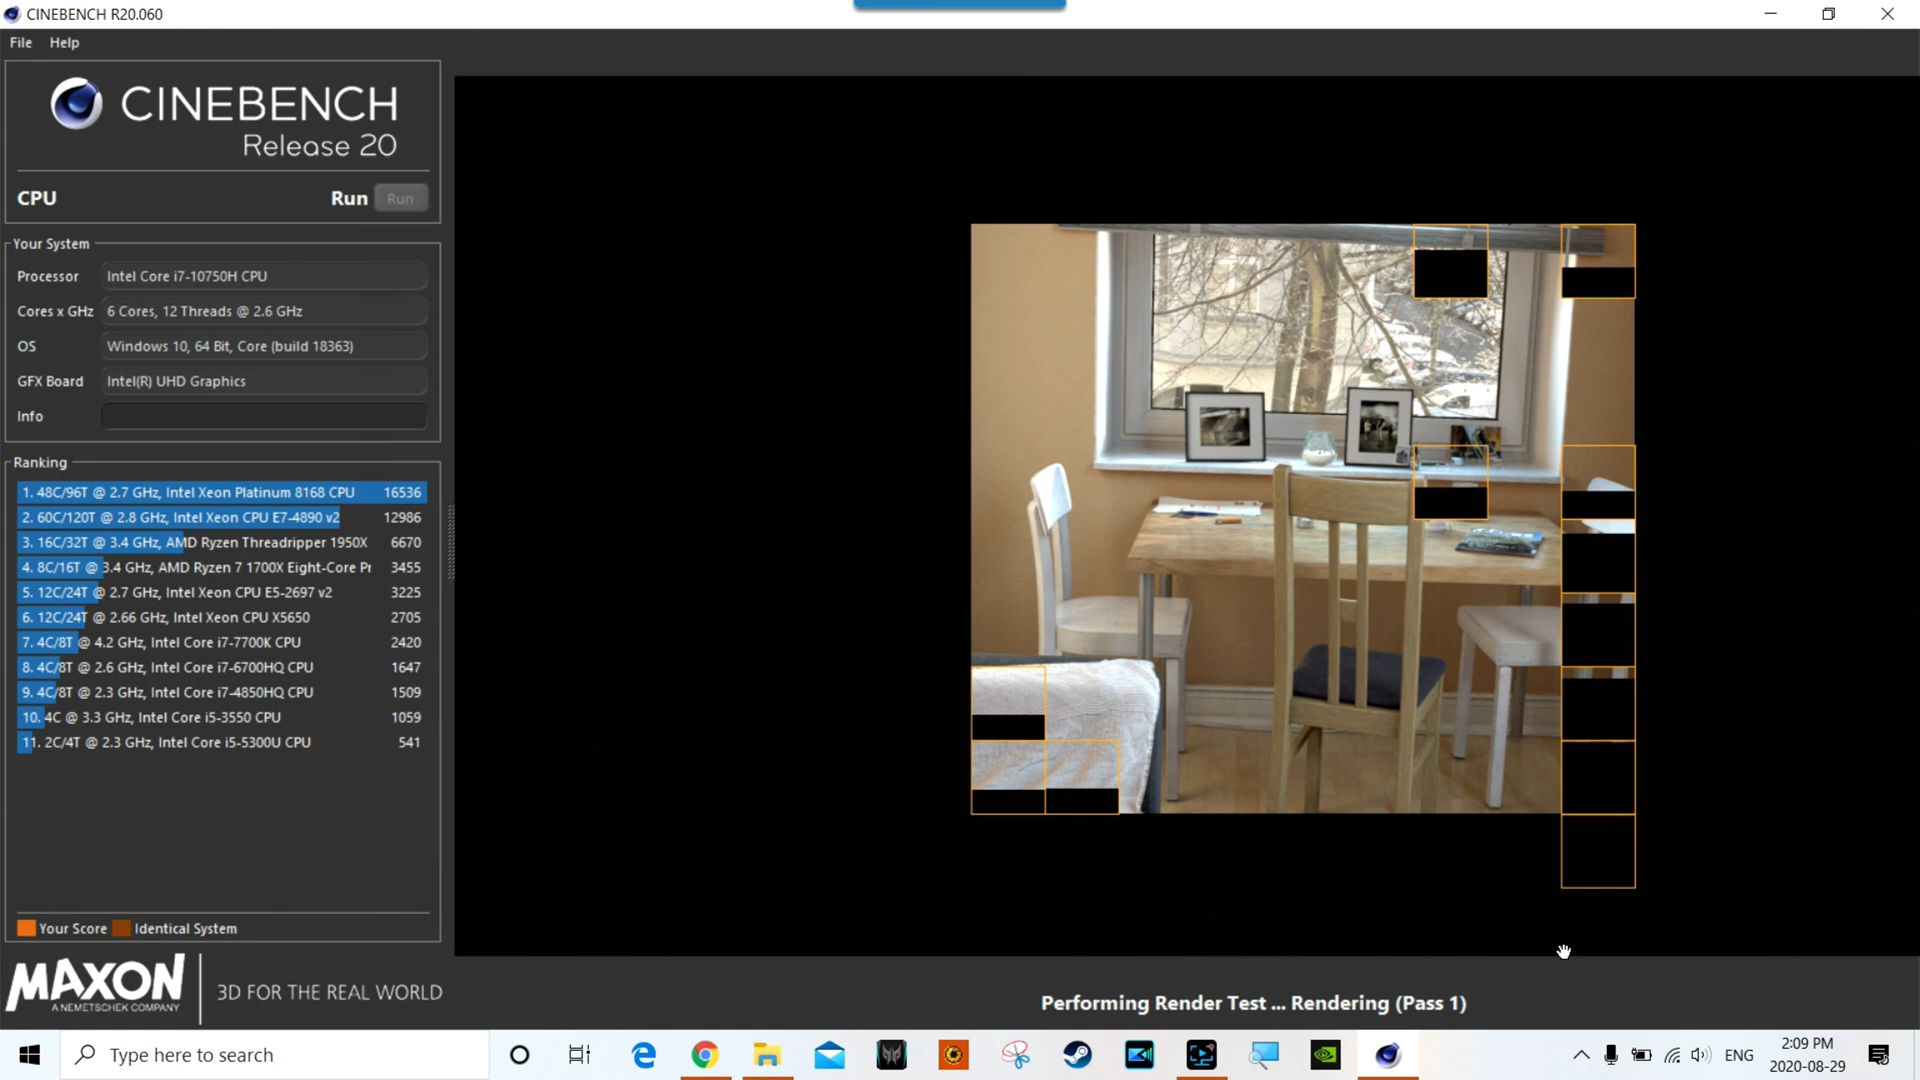 CINEBENCH R20.060
File Help
CINEBENCH
Release 20
CPU Run Run
Your System
Processor Intel Core i7-10750H CPU
Cores x GHz 6 Cores, 12 Threads @ 2.6 GHz
OS Windows 10, 64 Bit, Core (build 18363)
GFX Board Intel(R) UHD Graphics
Info
Ranking
1. 48C/96T @ 2.7 GHz, Intel Xeon Platinum 8168 CPU 16536
2. 60C/120T @ 2.8 GHz, Intel Xeon CPU E7-4890 v2 12986
3. 16C/32T @ 3.4 GHz, AMD Ryzen Threadripper 1950X 6670
4. 8C/16T @ 3.4 GHz, AMD Ryzen 7 1700X Eight-Core Pr 3455
5. 12C/24T @ 2.7 GHz, Intel Xeon CPU E5-2697 v2 3225
6. 12C/24T @ 2.66 GHz, Intel Xeon CPU X5650 2705
7. 4C/8T @ 4.2 GHz, Intel Core i7-7700K CPU 2420
8. 4C/8T @ 2.6 GHz, Intel Core i7-6700HQ CPU 1647
9. 4C/8T @ 2.3 GHz, Intel Core i7-4850HQ CPU 1509
10. 4C @ 3.3 GHz, Intel Core i5-3550 CPU 1059
11. 2C/4T @ 2.3 GHz, Intel Core i5-5300U CPU 541
Your Score Identical System
MAXON
A NEMETSCHEK COMPANY
3D FOR THE REAL WORLD
Performing Render Test ... Rendering (Pass 1)
Type here to search
ENG
2:09 PM
2020-08-29